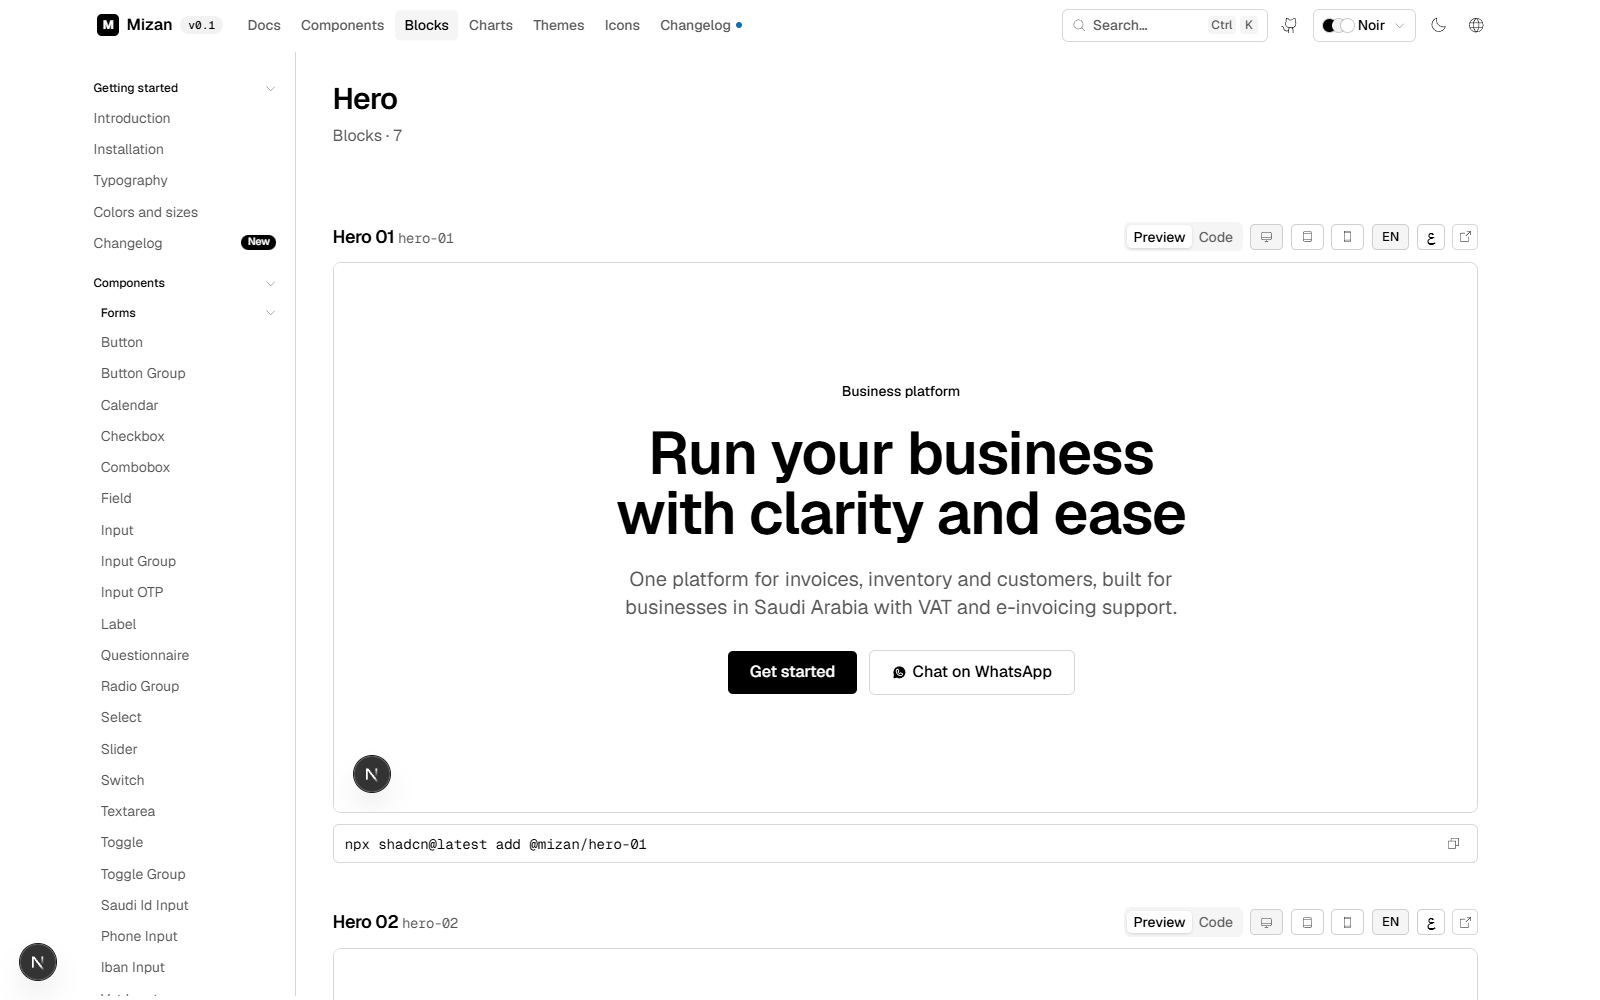 M Mizan v0.1 Docs Components Blocks Charts Themes Icons Changelog Search... Ctrl K Noir
Getting started
Introduction
Installation
Typography
Colors and sizes
Changelog New
Components
Forms
Button
Button Group
Calendar
Checkbox
Combobox
Field
Input
Input Group
Input OTP
Label
Questionnaire
Radio Group
Select
Slider
Switch
Textarea
Toggle
Toggle Group
Saudi Id Input
Phone Input
Iban Input
Hero
Blocks · 7
Hero 01 hero-01 Preview Code EN ع
Business platform
Run your business
with clarity and ease
One platform for invoices, inventory and customers, built for
businesses in Saudi Arabia with VAT and e-invoicing support.
Get started Chat on WhatsApp
N
npx shadcn@latest add @mizan/hero-01
Hero 02 hero-02 Preview Code EN ع
N